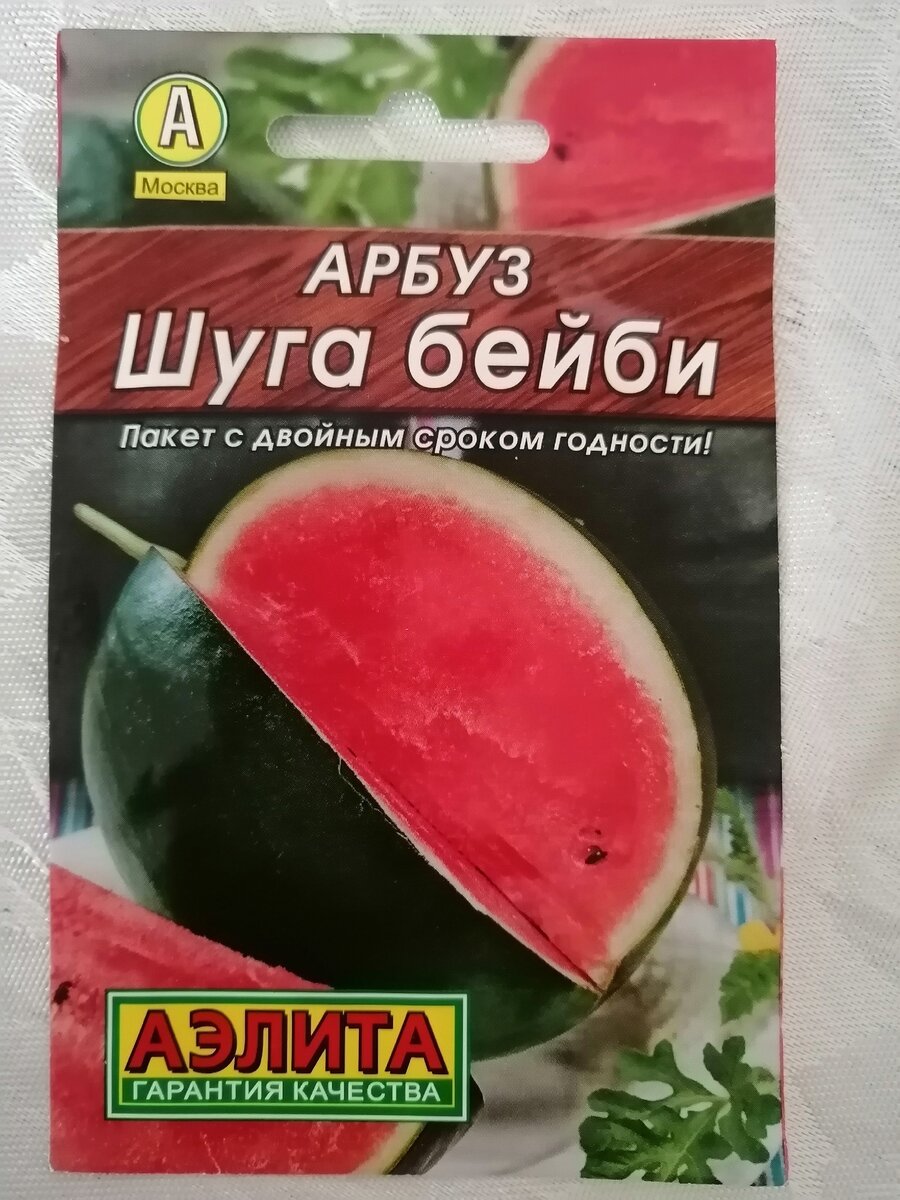 А
Москва
АРБУЗ
Шуга бейби
Пакет с двойным сроком годности!
АЭЛИТА
ГАРАНТИЯ КАЧЕСТВА